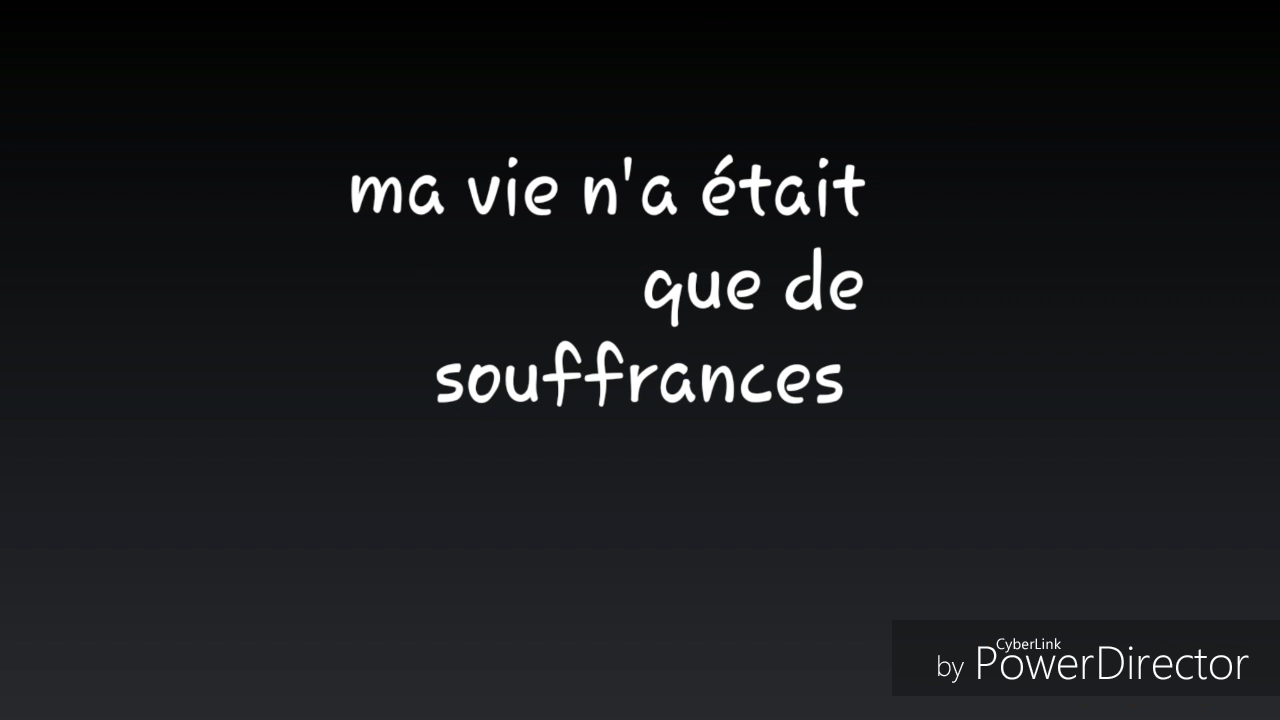 ma vie n'a était
que de
souffrances
CyberLink
by PowerDirector